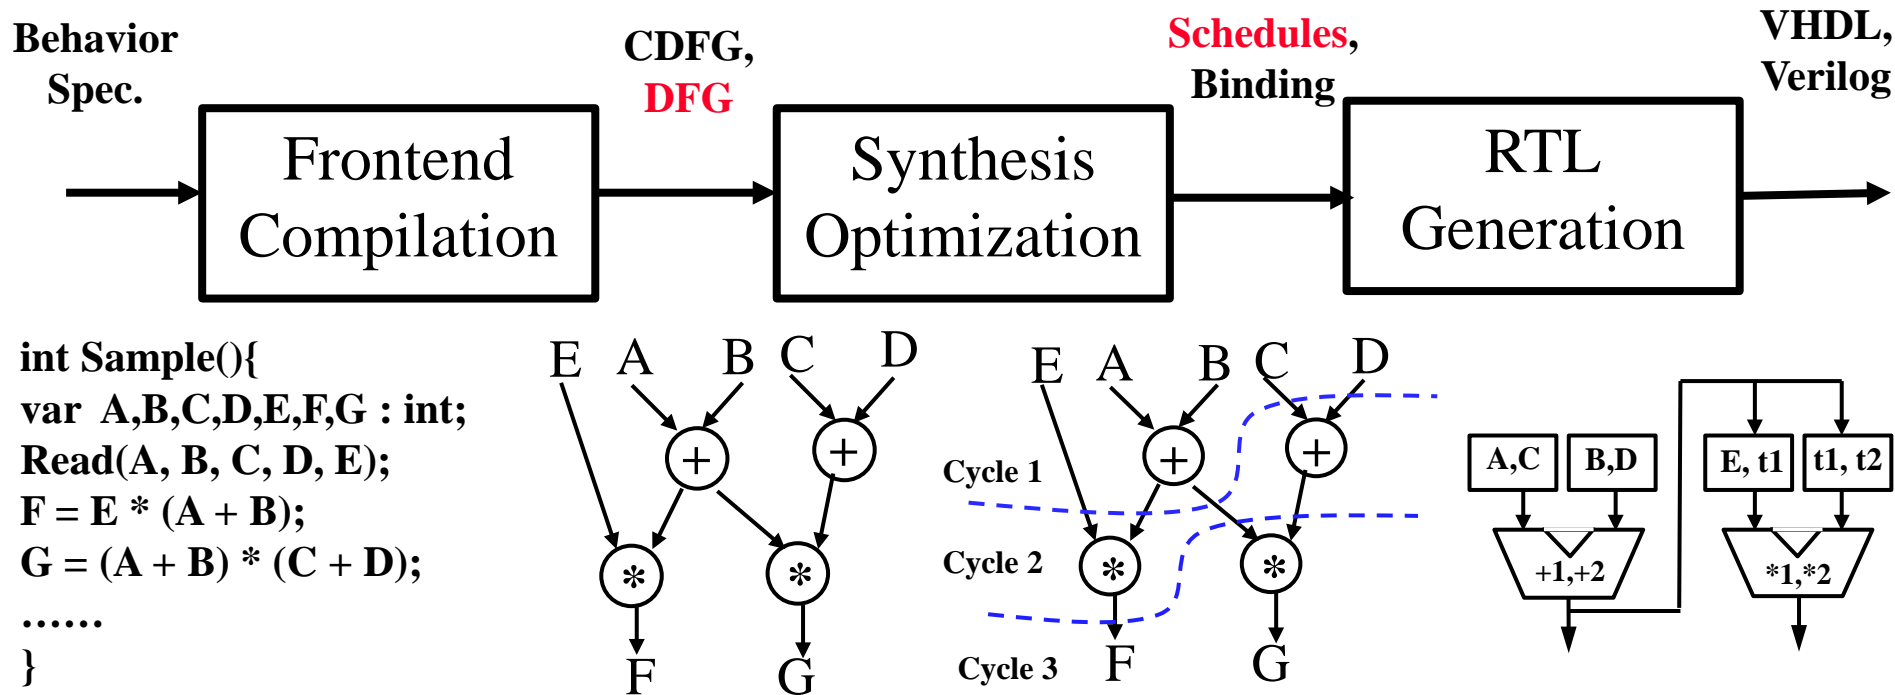 Behavior
Spec.
Frontend
Compilation
CDFG,
DFG
Synthesis
Optimization
Schedules,
Binding
RTL
Generation
VHDL,
Verilog
int Sample(){
var A,B,C,D,E,F,G : int;
Read(A, B, C, D, E);
F = E * (A + B);
G = (A + B) * (C + D);
……
}
E A B C D
+ +
* *
F G
E A B C D
+ +
Cycle 1
Cycle 2
* *
Cycle 3
F G
A,C B,D E, t1 t1, t2
+1,+2 *1,*2